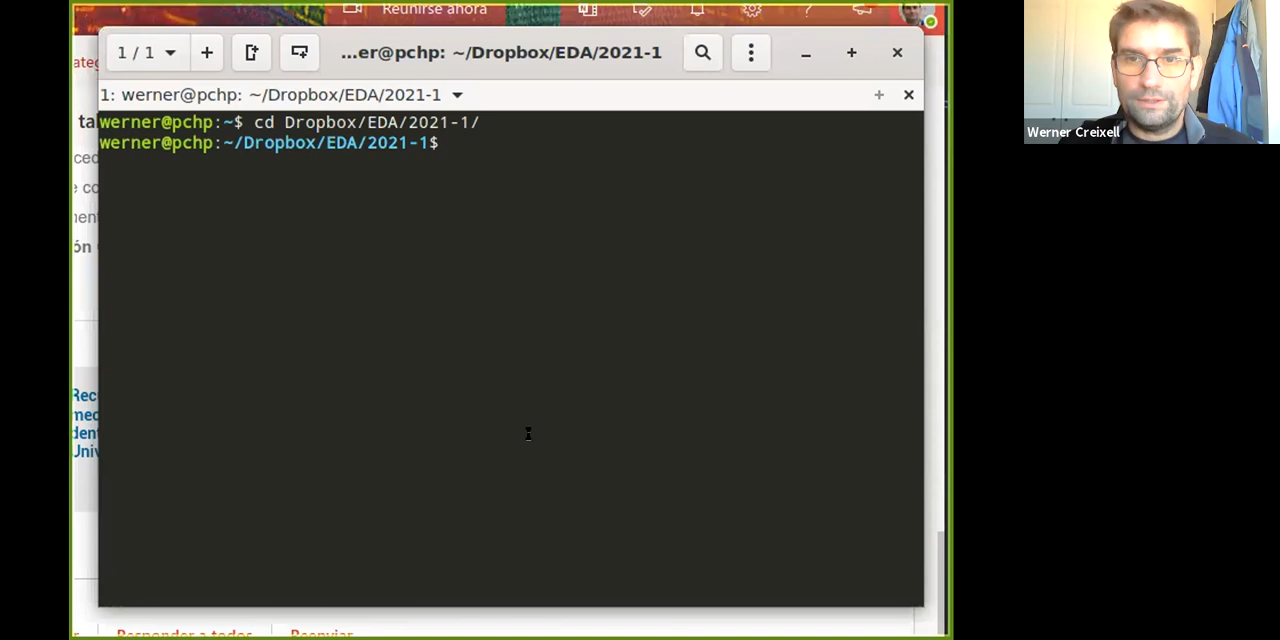 Reunirse ahora
?
1 / 1
+
...er@pchp: ~/Dropbox/EDA/2021-1
1: werner@pchp: ~/Dropbox/EDA/2021-1
werner@pchp:~$ cd Dropbox/EDA/2021-1/
werner@pchp:~/Dropbox/EDA/2021-1$
Werner Creixell
Responder a todos
Reenviar